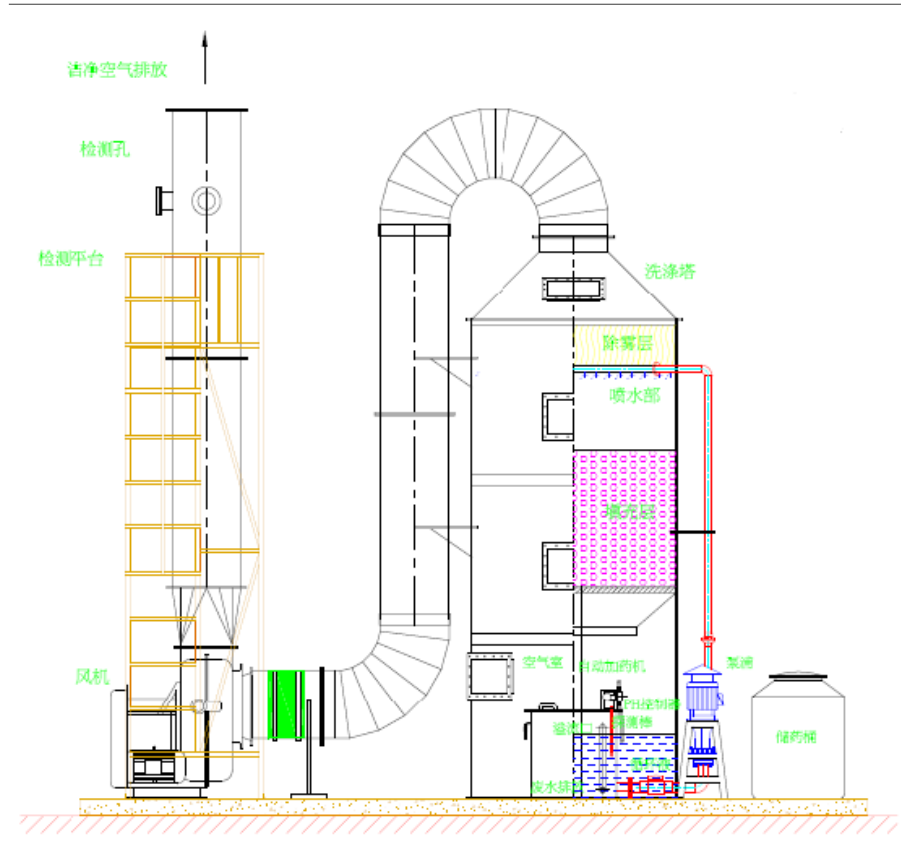 洁净空气排放
检测孔
检测平台
洗涤塔
除雾层
喷水部
填充层
空气室
自动加药机
泵浦
风机
PH控制器
溢流口
储药桶
废水排